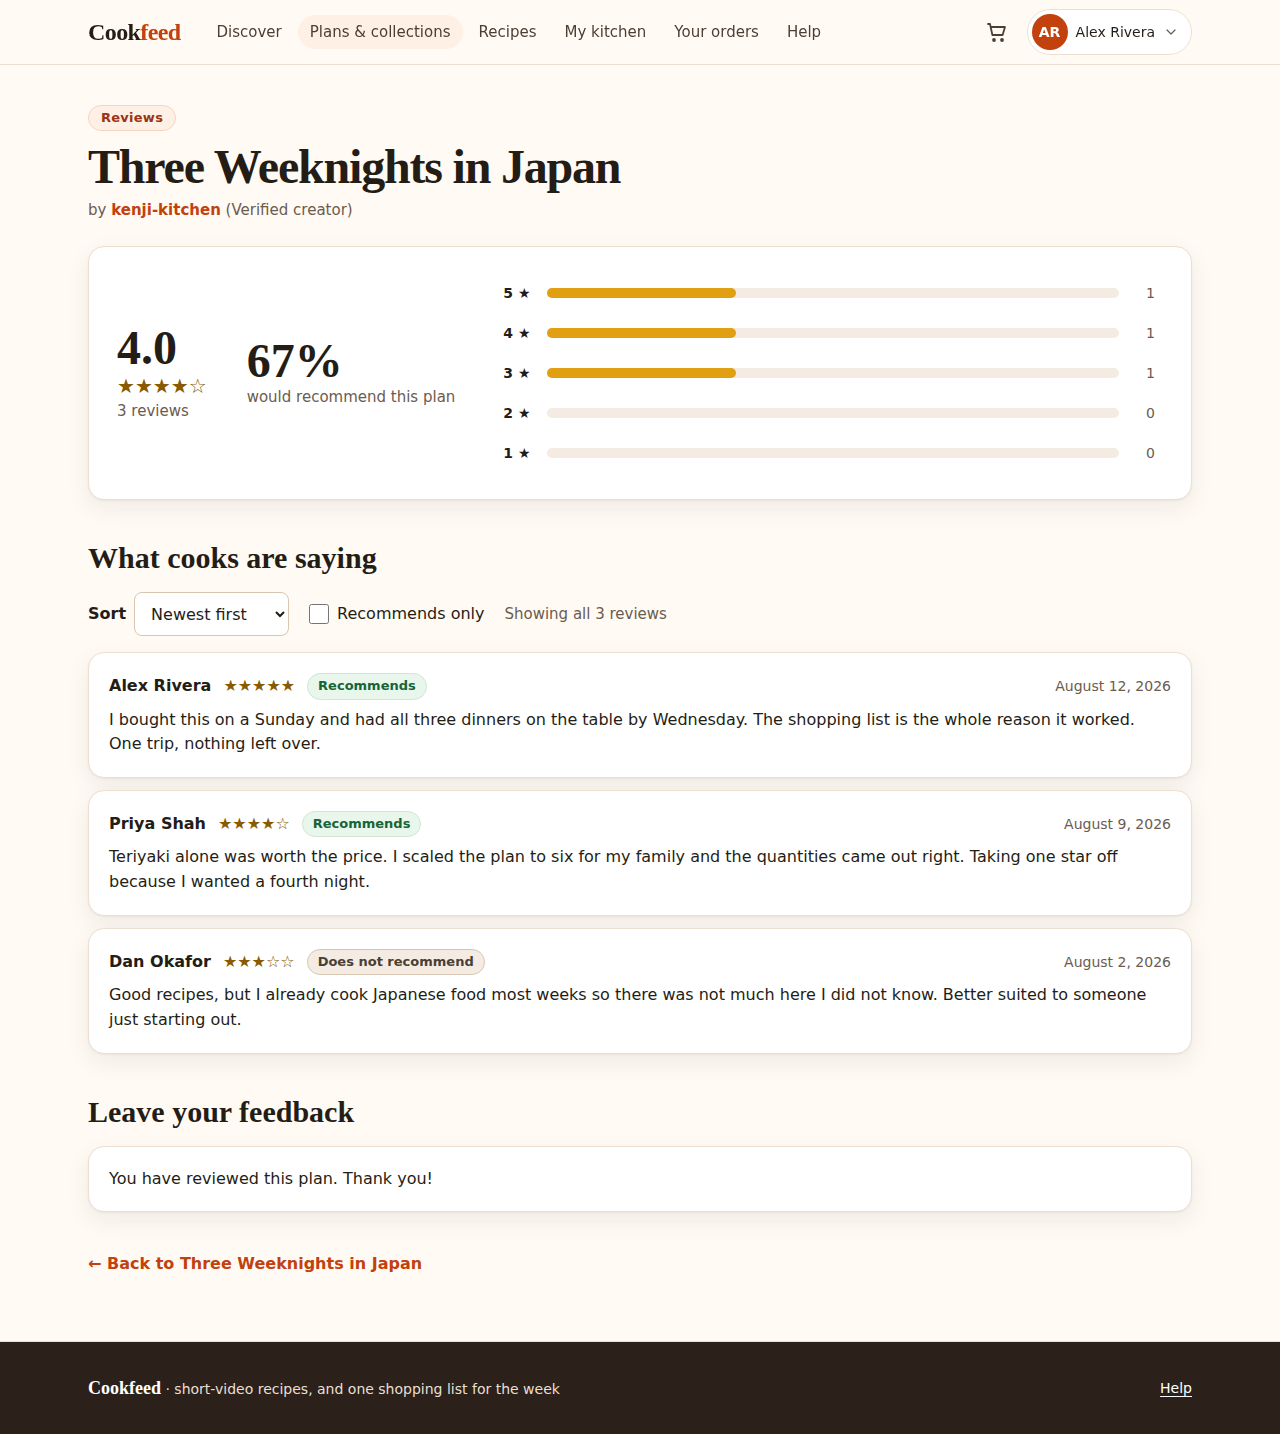 Cookfeed Discover Plans & collections Recipes My kitchen Your orders Help AR Alex Rivera
Reviews
Three Weeknights in Japan
by kenji-kitchen (Verified creator)
4.0
★★★★☆
3 reviews
67%
would recommend this plan
5 ★ 1
4 ★ 1
3 ★ 1
2 ★ 0
1 ★ 0
What cooks are saying
Sort Newest first Recommends only Showing all 3 reviews
Alex Rivera ★★★★★ Recommends August 12, 2026
I bought this on a Sunday and had all three dinners on the table by Wednesday. The shopping list is the whole reason it worked.
One trip, nothing left over.
Priya Shah ★★★★☆ Recommends August 9, 2026
Teriyaki alone was worth the price. I scaled the plan to six for my family and the quantities came out right. Taking one star off
because I wanted a fourth night.
Dan Okafor ★★★☆☆ Does not recommend August 2, 2026
Good recipes, but I already cook Japanese food most weeks so there was not much here I did not know. Better suited to someone
just starting out.
Leave your feedback
You have reviewed this plan. Thank you!
← Back to Three Weeknights in Japan
Cookfeed · short-video recipes, and one shopping list for the week Help